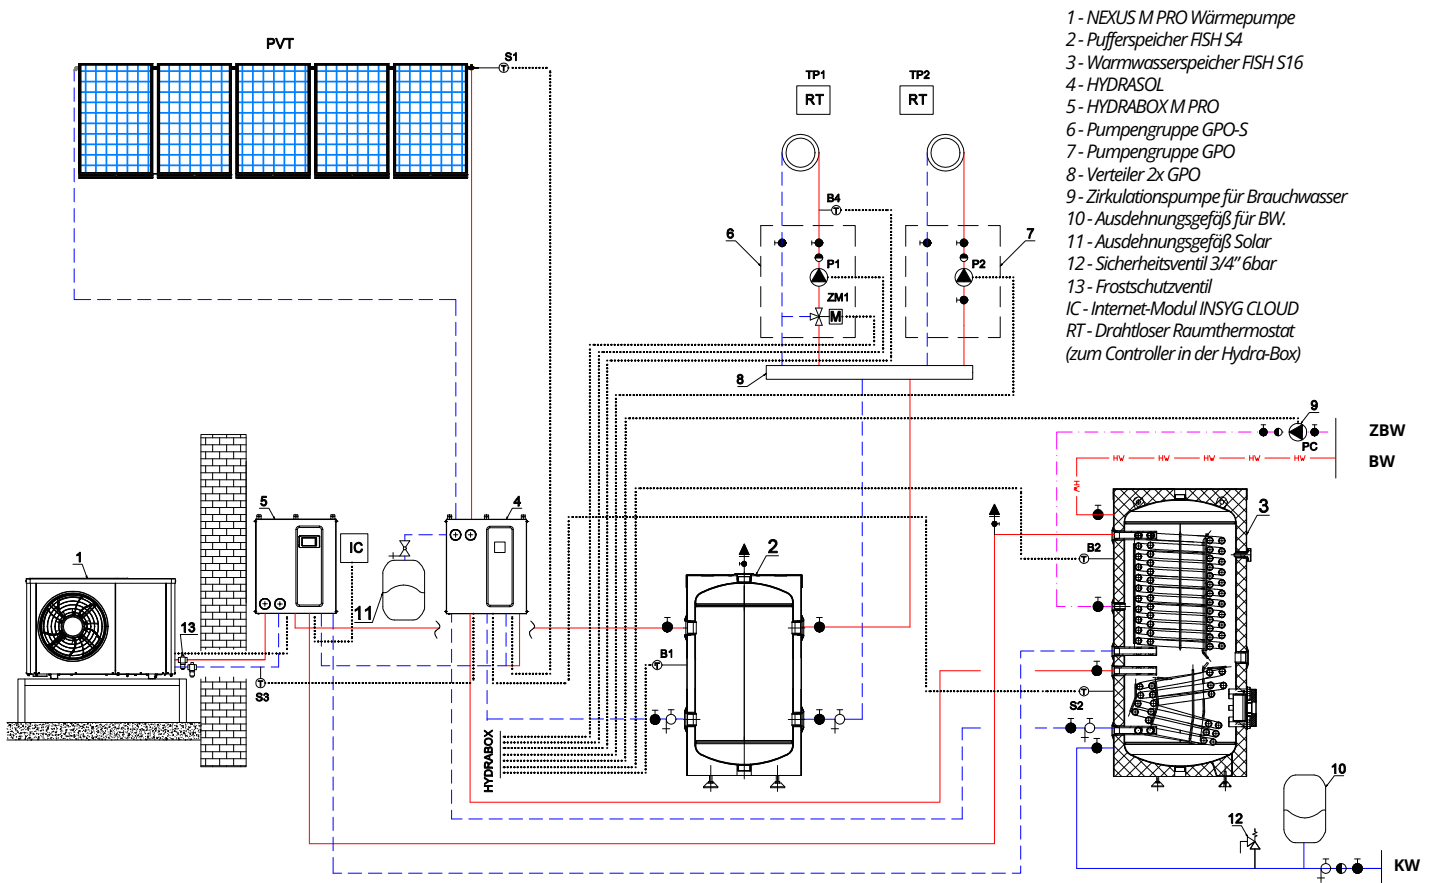 1 - NEXUS M PRO Wärmepumpe
2 - Pufferspeicher FISH S4
3 - Warmwasserspeicher FISH S16
4 - HYDRASOL
5 - HYDRABOX M PRO
6 - Pumpengruppe GPO-S
7 - Pumpengruppe GPO
8 - Verteiler 2x GPO
9 - Zirkulationspumpe für Brauchwasser
10 - Ausdehnungsgefäß für BW.
11 - Ausdehnungsgefäß Solar
12 - Sicherheitsventil 3/4” 6bar
13 - Frostschutzventil
IC - Internet-Modul INSYG CLOUD
RT - Drahtloser Raumthermostat
(zum Controller in der Hydra-Box)
PVT
S1
T
TP1
TP2
RT
RT
B4
T
6
7
P1
P2
ZM1
M
8
9
PC
ZBW
BW
HW HW HW HW HW
HW
5
4
3
IC
2
B2
T
1
11
13
B1
T
S3
T
S2
T
HYDRABOX
10
12
KW